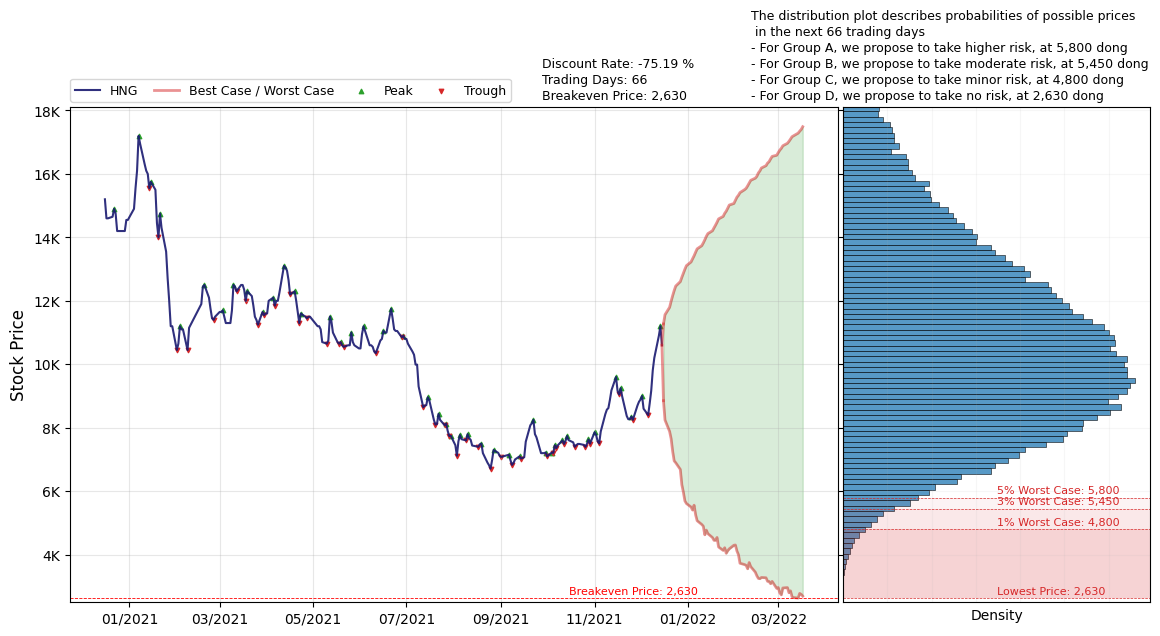 The distribution plot describes probabilities of possible prices
in the next 66 trading days
- For Group A, we propose to take higher risk, at 5,800 dong
- For Group B, we propose to take moderate risk, at 5,450 dong
- For Group C, we propose to take minor risk, at 4,800 dong
- For Group D, we propose to take no risk, at 2,630 dong
Discount Rate: -75.19 %
Trading Days: 66
Breakeven Price: 2,630
HNG
Best Case / Worst Case
Peak
Trough
Stock Price
18K
16K
14K
12K
10K
8K
6K
4K
Breakeven Price: 2,630
5% Worst Case: 5,800
3% Worst Case: 5,450
1% Worst Case: 4,800
Lowest Price: 2,630
01/2021
03/2021
05/2021
07/2021
09/2021
11/2021
01/2022
03/2022
Density